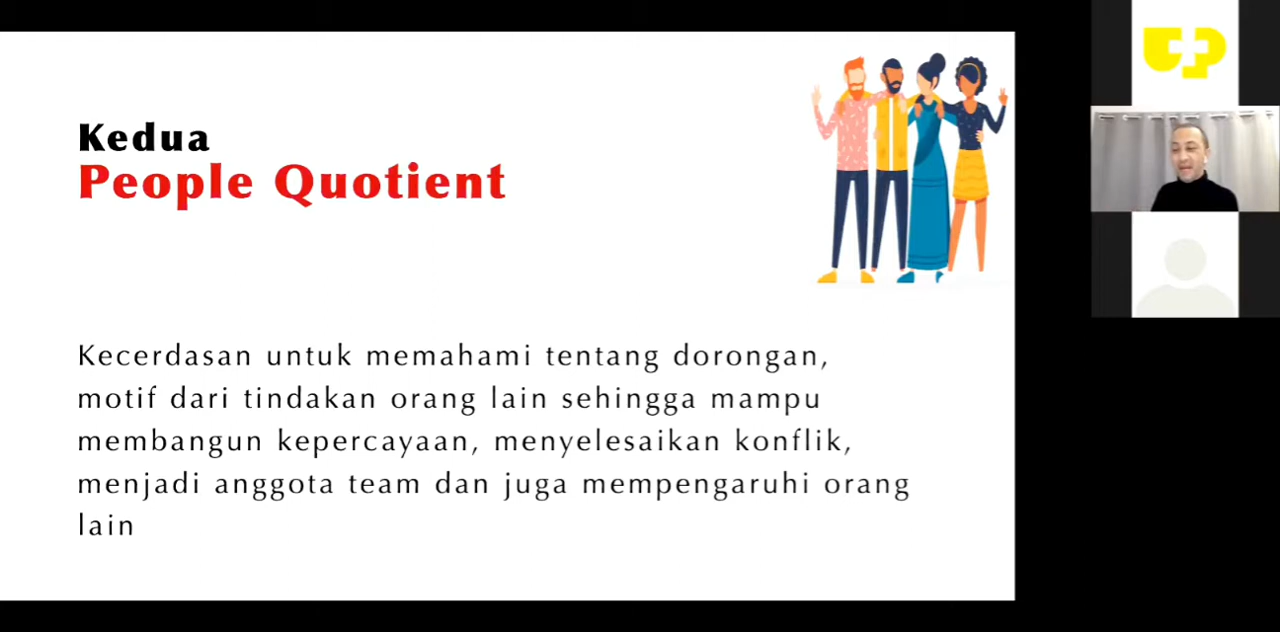 Kedua
People Quotient
Kecerdasan untuk memahami tentang dorongan,
motif dari tindakan orang lain sehingga mampu
membangun kepercayaan, menyelesaikan konflik,
menjadi anggota team dan juga mempengaruhi orang
lain